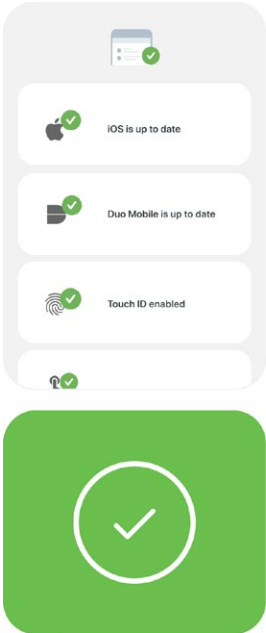 iOS is up to date
Duo Mobile is up to date
Touch ID enabled